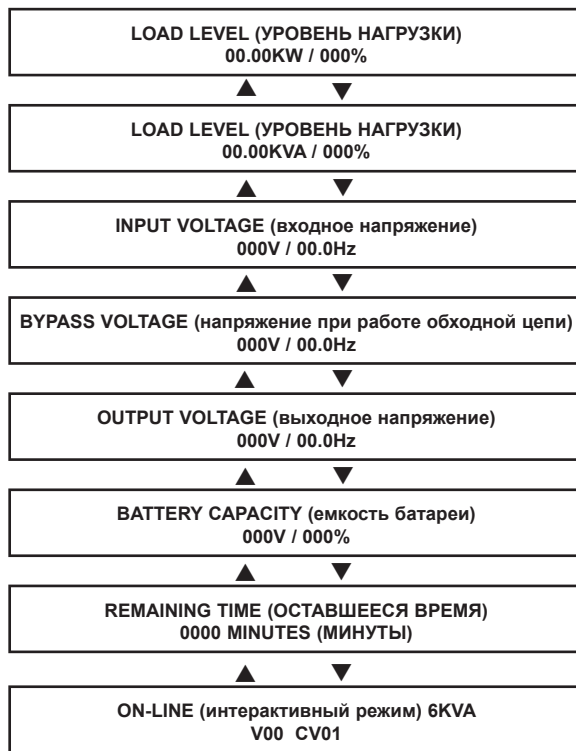 LOAD LEVEL (УРОВЕНЬ НАГРУЗКИ)
00.00KW / 000%
LOAD LEVEL (УРОВЕНЬ НАГРУЗКИ)
00.00KVA / 000%
INPUT VOLTAGE (входное напряжение)
000V / 00.0Hz
BYPASS VOLTAGE (напряжение при работе обходной цепи)
000V / 00.0Hz
OUTPUT VOLTAGE (выходное напряжение)
000V / 00.0Hz
BATTERY CAPACITY (емкость батареи)
000V / 000%
REMAINING TIME (ОСТАВШЕЕСЯ ВРЕМЯ)
0000 MINUTES (МИНУТЫ)
ON-LINE (интерактивный режим) 6KVA
V00 CV01